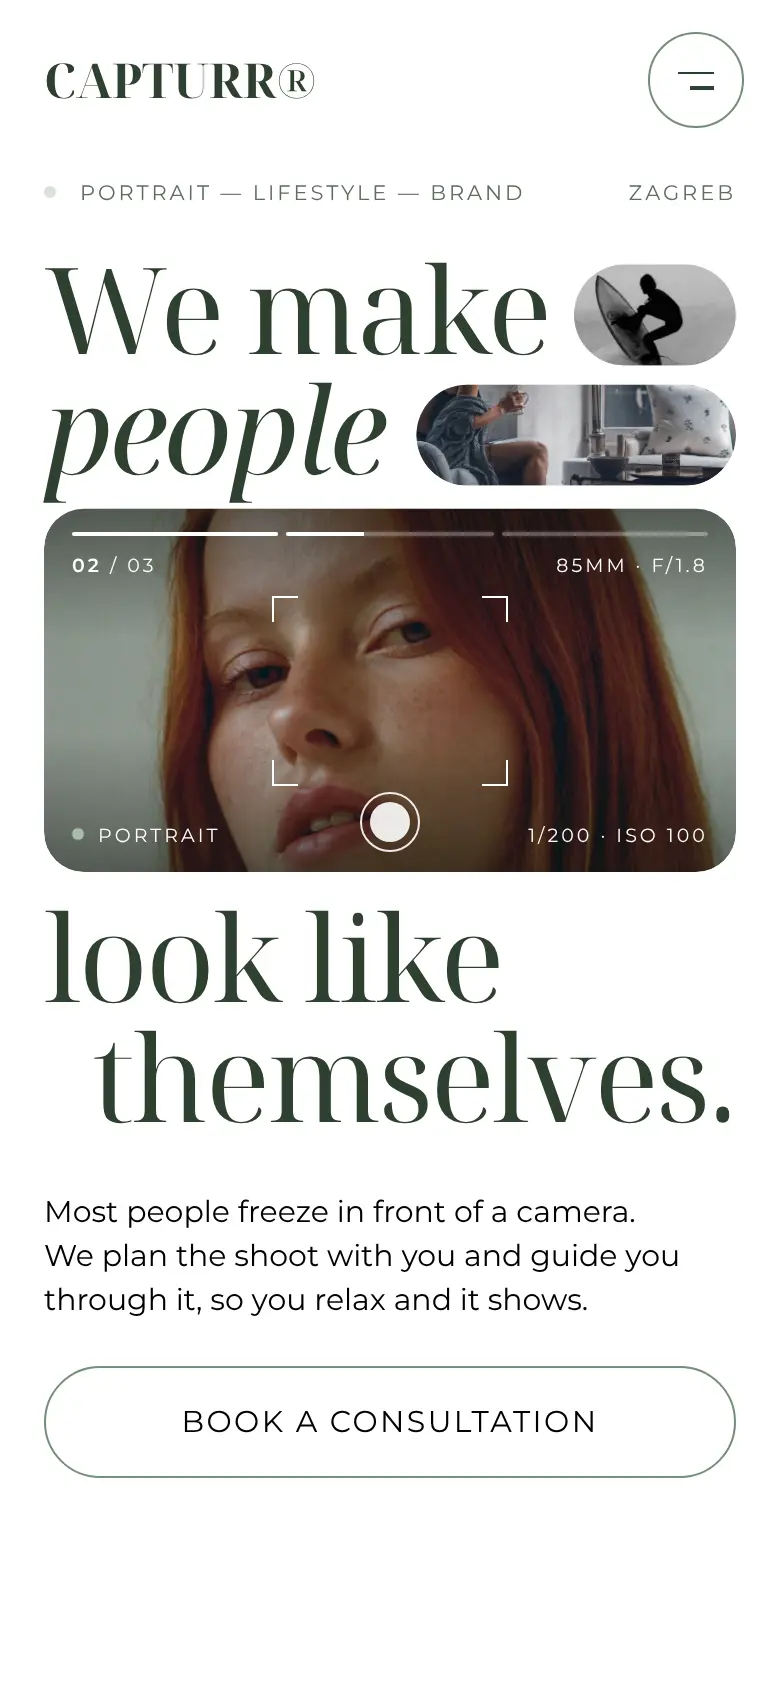 CAPTURR®
PORTRAIT — LIFESTYLE — BRAND ZAGREB
We make
people
02 / 03 85MM · F/1.8
PORTRAIT 1/200 · ISO 100
look like
themselves.
Most people freeze in front of a camera.
We plan the shoot with you and guide you
through it, so you relax and it shows.
BOOK A CONSULTATION